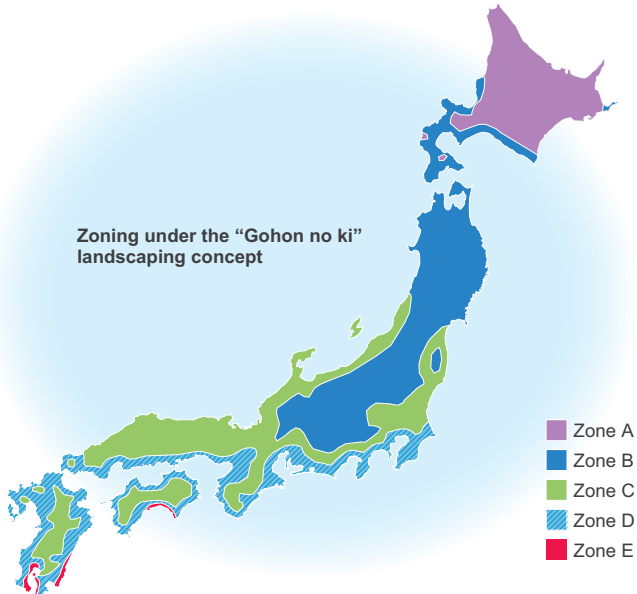 Zoning under the “Gohon no ki”
landscaping concept
Zone A
Zone B
Zone C
Zone D
Zone E